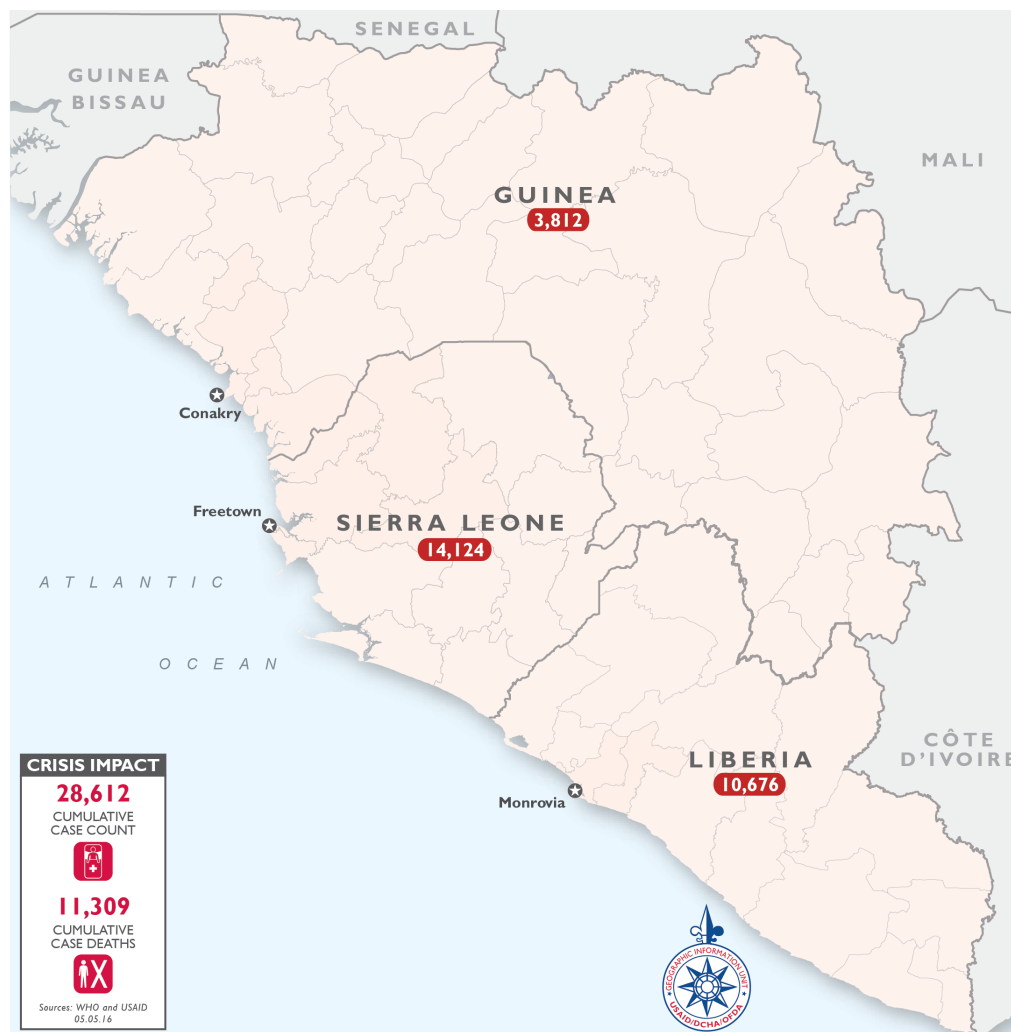 SENEGAL
GUINEA
BISSAU
MALI
GUINEA
3,812
Conakry
Freetown
SIERRA LEONE
14,124
ATLANTIC
OCEAN
CÔTE
D'IVOIRE
LIBERIA
10,676
Monrovia
CRISIS IMPACT
28,612
CUMULATIVE
CASE COUNT
11,309
CUMULATIVE
CASE DEATHS
Sources: WHO and USAID
05.05.16
GEOGRAPHIC INFORMATION UNIT
USAID/DCHA/OFDA